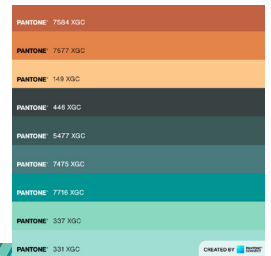 PANTONE® 7584 XGC
PANTONE® 7577 XGC
PANTONE® 149 XGC
PANTONE® 446 XGC
PANTONE® 5477 XGC
PANTONE® 7475 XGC
PANTONE® 7716 XGC
PANTONE® 337 XGC
PANTONE® 331 XGC
CREATED BY